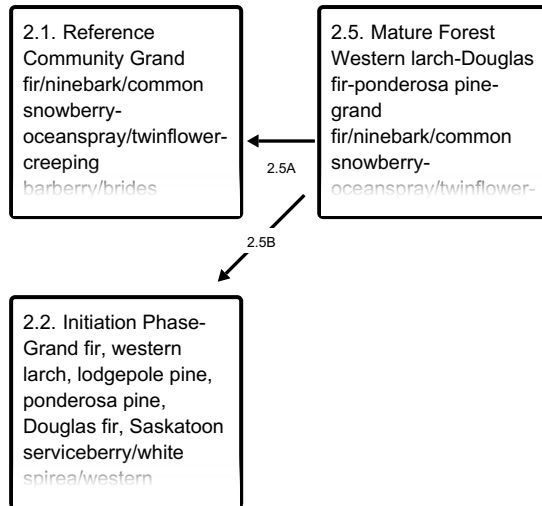 2.1. Reference
Community Grand
fir/ninebark/common
snowberry-
oceanspray/twinflower-
creeping
barberry/brides
2.5. Mature Forest
Western larch-Douglas
fir-ponderosa pine-
grand
fir/ninebark/common
snowberry-
oceanspray/twinflower-
2.5A
2.5B
2.2. Initiation Phase-
Grand fir, western
larch, lodgepole pine,
ponderosa pine,
Douglas fir, Saskatoon
serviceberry/white
spirea/western